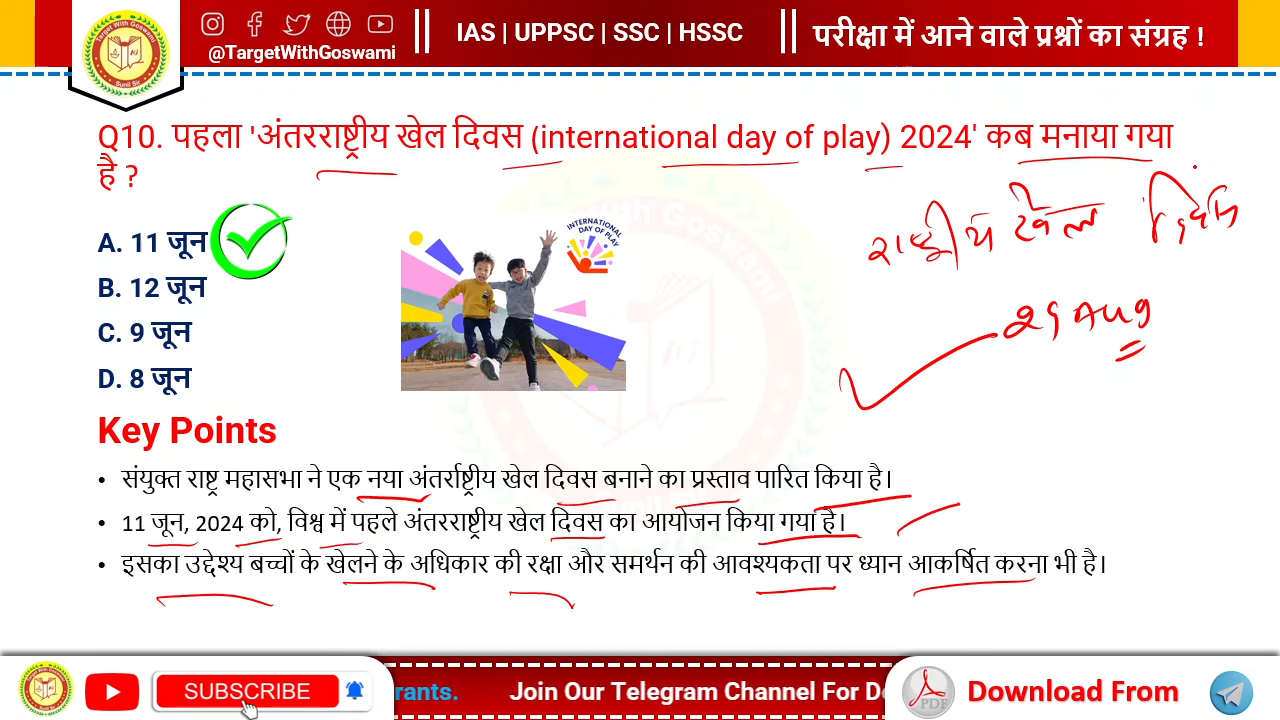 @TargetWithGoswami
IAS | UPPSC | SSC | HSSC
परीक्षा में आने वाले प्रश्नों का संग्रह !
Q10. पहला 'अंतरराष्ट्रीय खेल दिवस (international day of play) 2024' कब मनाया गया
है ?
A. 11 जून
B. 12 जून
C. 9 जून
D. 8 जून
INTERNATIONAL
DAY OF PLAY
राष्ट्रीय खेल दिवस
29 Aug
Key Points
• संयुक्त राष्ट्र महासभा ने एक नया अंतर्राष्ट्रीय खेल दिवस बनाने का प्रस्ताव पारित किया है।
• 11 जून, 2024 को, विश्व में पहले अंतरराष्ट्रीय खेल दिवस का आयोजन किया गया है।
• इसका उद्देश्य बच्चों के खेलने के अधिकार की रक्षा और समर्थन की आवश्यकता पर ध्यान आकर्षित करना भी है।
SUBSCRIBE
rants.
Join Our Telegram Channel For De
PDF
Download From